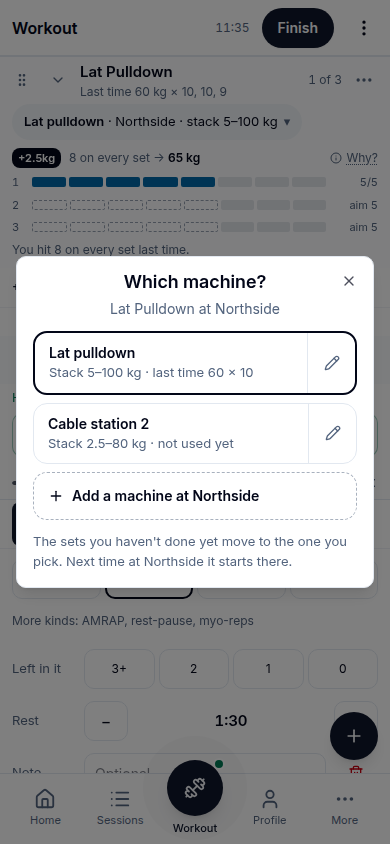 Workout
11:35
Finish
Lat Pulldown
Last time 60 kg × 10, 10, 9
1 of 3
Lat pulldown · Northside · stack 5–100 kg ▾
+2.5kg
8 on every set → 65 kg
Why?
1
5/5
2
aim 5
3
aim 5
You hit 8 on every set last time.
Which machine?
Lat Pulldown at Northside
Lat pulldown
Stack 5–100 kg · last time 60 × 10
Cable station 2
Stack 2.5–80 kg · not used yet
Add a machine at Northside
The sets you haven't done yet move to the one you
pick. Next time at Northside it starts there.
More kinds: AMRAP, rest-pause, myo-reps
Left in it
3+
2
1
0
Rest
–
1:30
Note
Optional
Home
Sessions
Workout
Profile
More